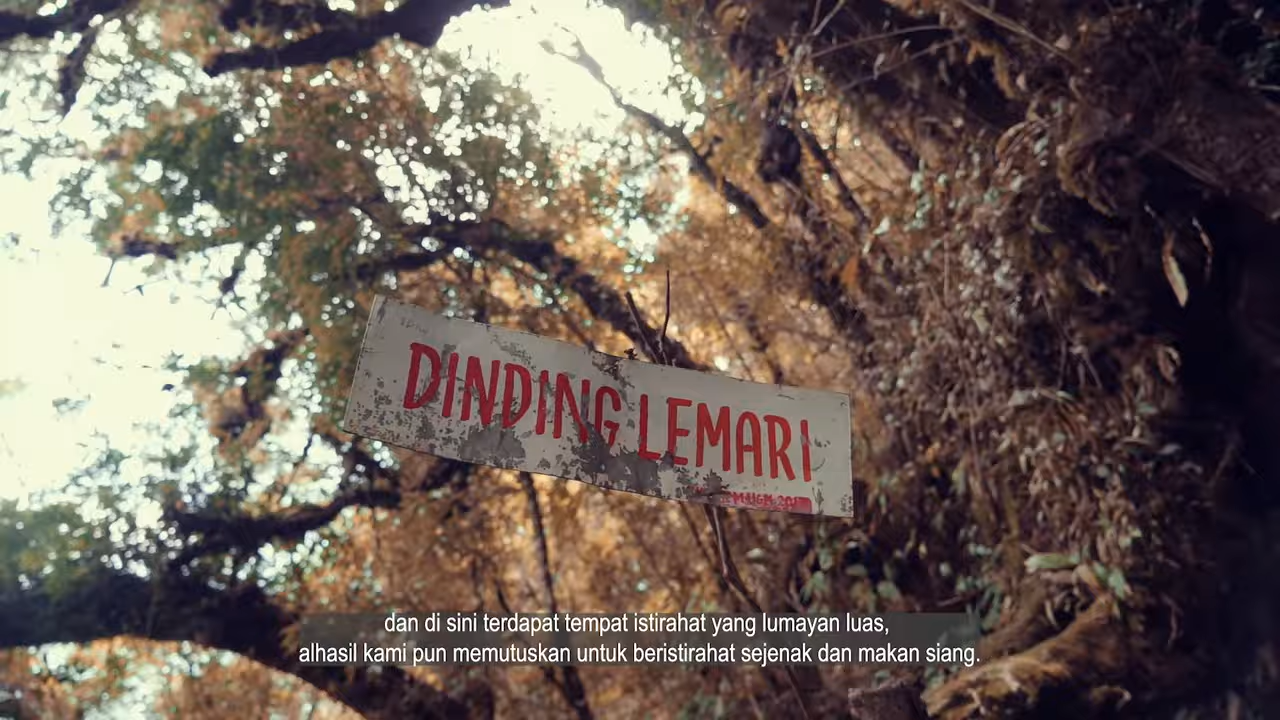 DINDING LEMARI
dan di sini terdapat tempat istirahat yang lumayan luas,
alhasil kami pun memutuskan untuk beristirahat sejenak dan makan siang.